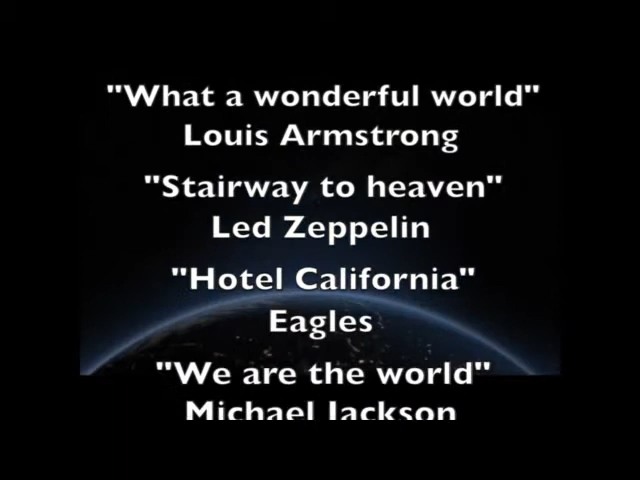 "What a wonderful world"
Louis Armstrong
"Stairway to heaven"
Led Zeppelin
"Hotel California"
Eagles
"We are the world"
Michael Jackson